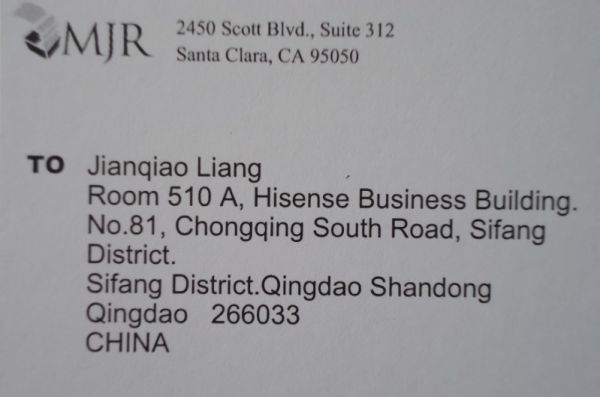 MJR
2450 Scott Blvd., Suite 312
Santa Clara, CA 95050
TO Jianqiao Liang
Room 510 A, Hisense Business Building.
No.81, Chongqing South Road, Sifang
District.
Sifang District.Qingdao Shandong
Qingdao 266033
CHINA